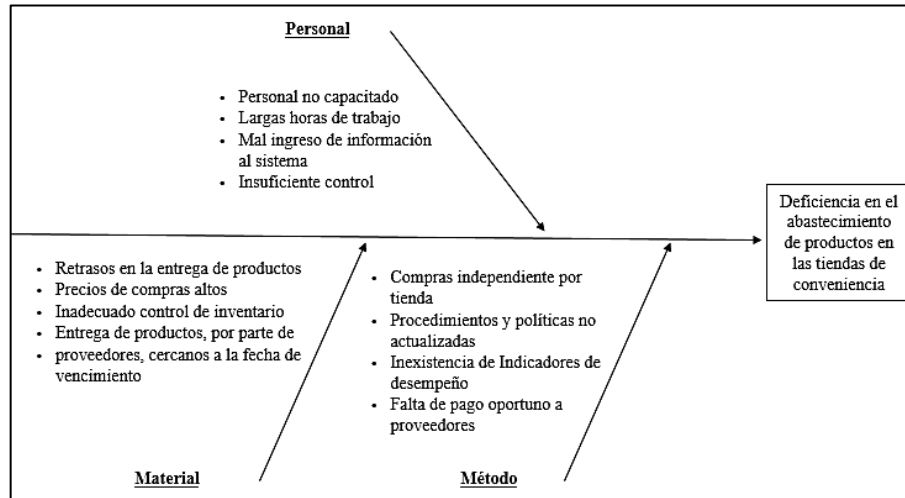 Personal
• Personal no capacitado
• Largas horas de trabajo
• Mal ingreso de información
al sistema
• Insuficiente control
Deficiencia en el
abastecimiento
de productos en
las tiendas de
conveniencia
• Retrasos en la entrega de productos
• Precios de compras altos
• Inadecuado control de inventario
• Entrega de productos, por parte de
• proveedores, cercanos a la fecha de
vencimiento
• Compras independiente por
tienda
• Procedimientos y políticas no
actualizadas
• Inexistencia de Indicadores de
desempeño
• Falta de pago oportuno a
proveedores
Material
Método